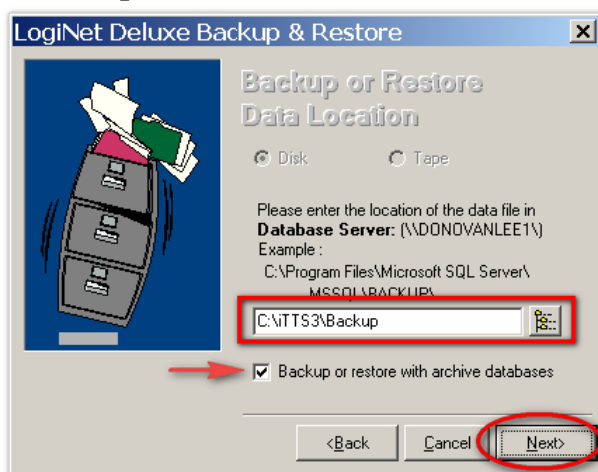 LogiNet Deluxe Backup & Restore
Backup or Restore
Data Location
Disk Tape
Please enter the location of the data file in
Database Server: (\\DONOVANLEE1\)
Example :
C:\Program Files\Microsoft SQL Server\
MSSQL\BACKUP\
C:\iTTS3\Backup
Backup or restore with archive databases
<Back Cancel Next>